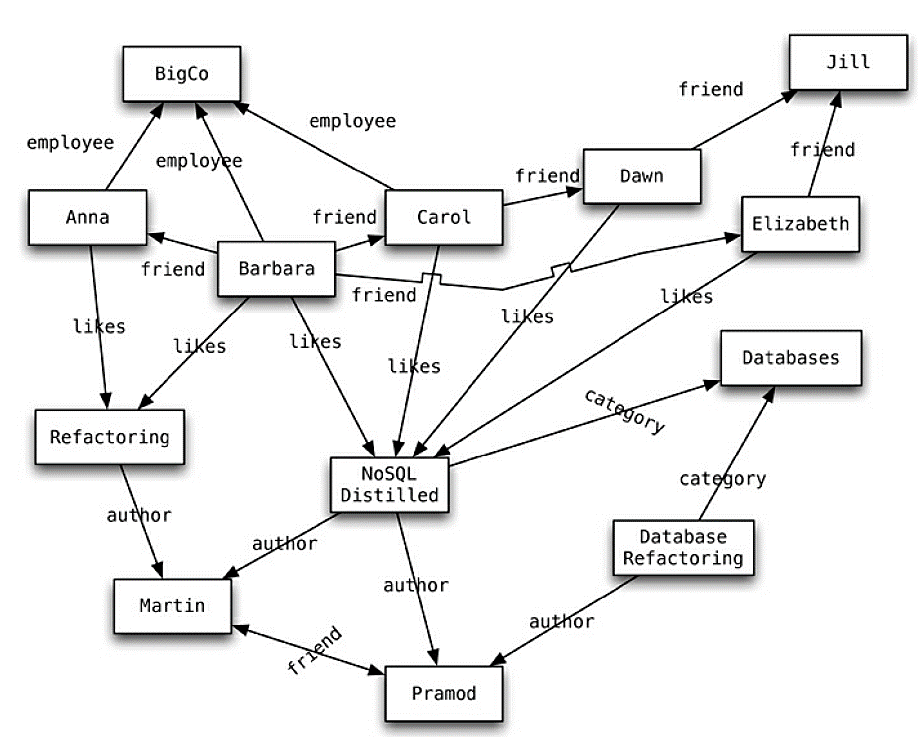 BigCo
Jill
friend
employee
employee
friend
employee
friend
Dawn
Anna
friend
Carol
Elizabeth
friend
Barbara
friend
likes
likes
likes
likes
likes
likes
Databases
category
Refactoring
NoSQL
Distilled
category
author
author
Database
Refactoring
author
Martin
author
friend
Pramod